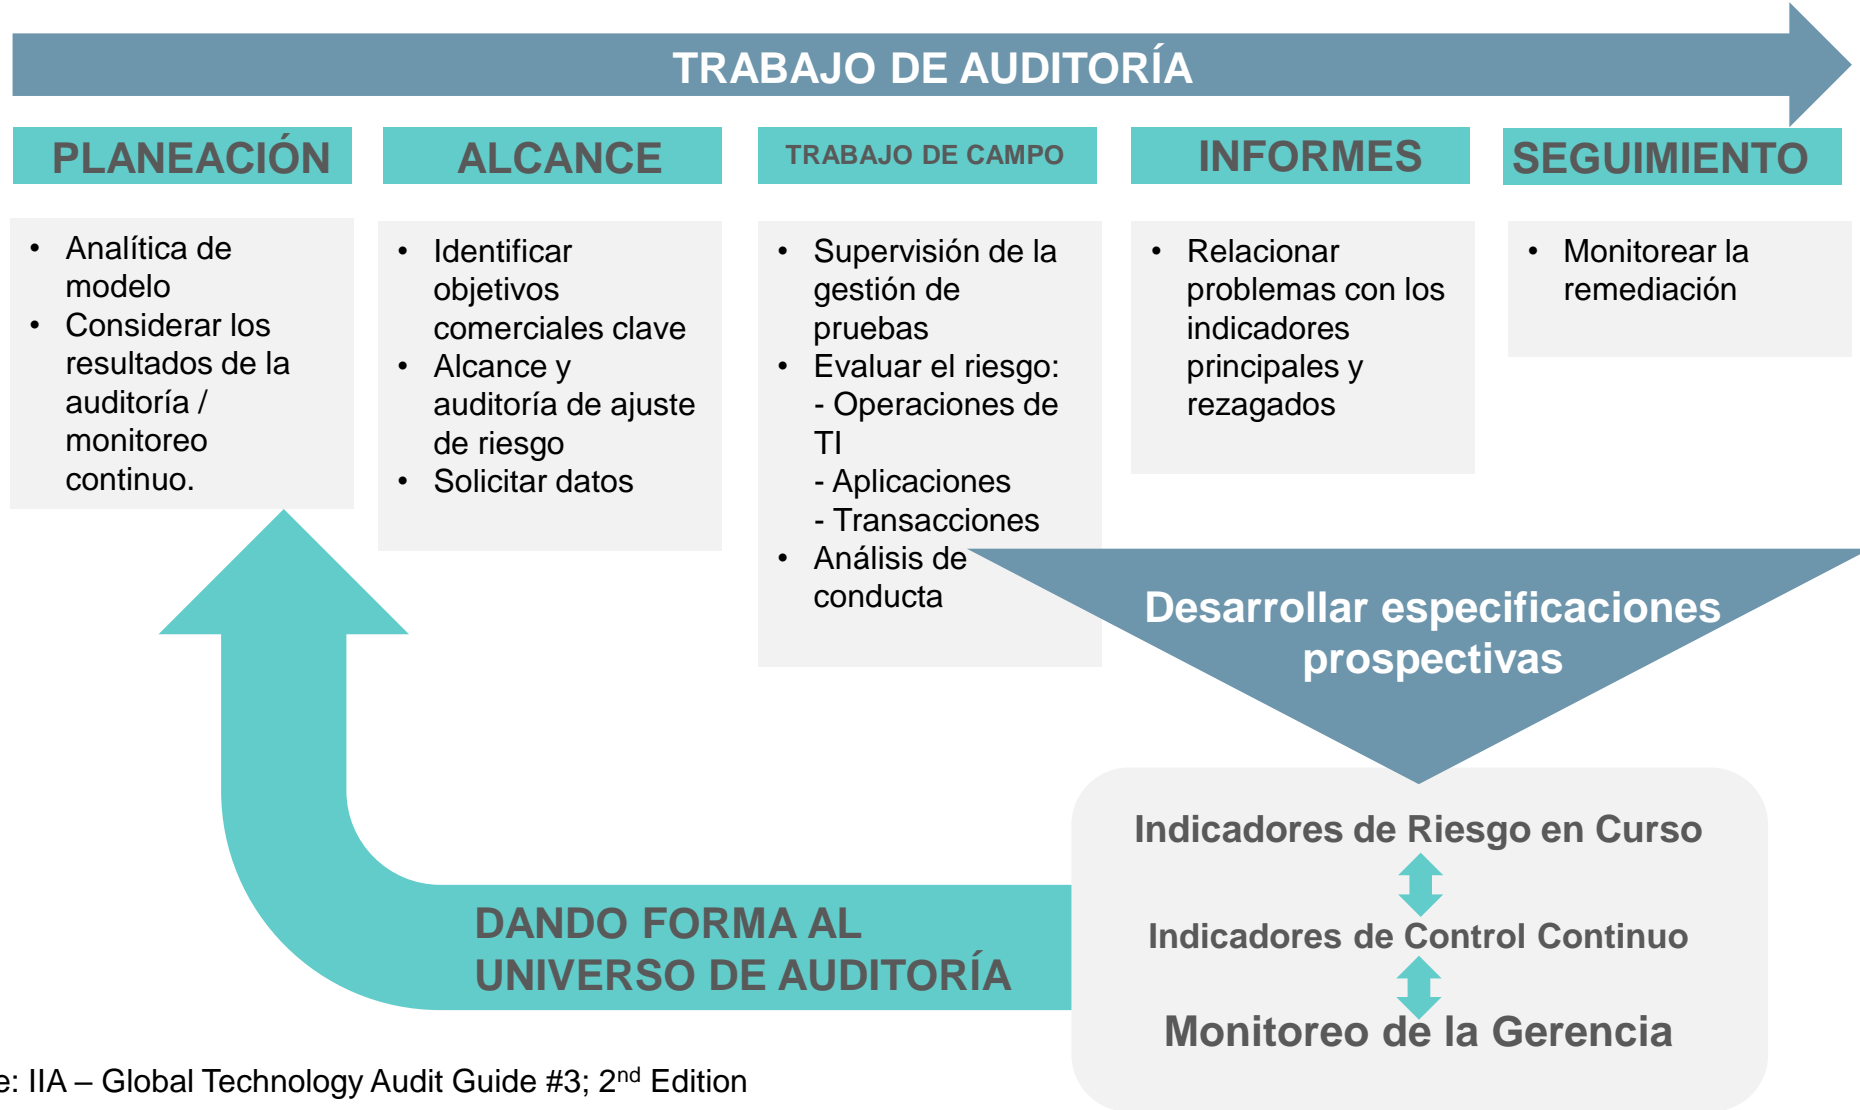 TRABAJO DE AUDITORÍA
PLANEACIÓN
• Analítica de
modelo
• Considerar los
resultados de la
auditoría /
monitoreo
continuo.
ALCANCE
• Identificar
objetivos
comerciales clave
• Alcance y
auditoría de ajuste
de riesgo
• Solicitar datos
TRABAJO DE CAMPO
• Supervisión de la
gestión de
pruebas
• Evaluar el riesgo:
- Operaciones de
TI
- Aplicaciones
- Transacciones
• Análisis de
conducta
INFORMES
• Relacionar
problemas con los
indicadores
principales y
rezagados
SEGUIMIENTO
• Monitorear la
remediación
Desarrollar especificaciones
prospectivas
Indicadores de Riesgo en Curso
Indicadores de Control Continuo
Monitoreo de la Gerencia
DANDO FORMA AL
UNIVERSO DE AUDITORÍA
e: IIA – Global Technology Audit Guide #3; 2nd Edition